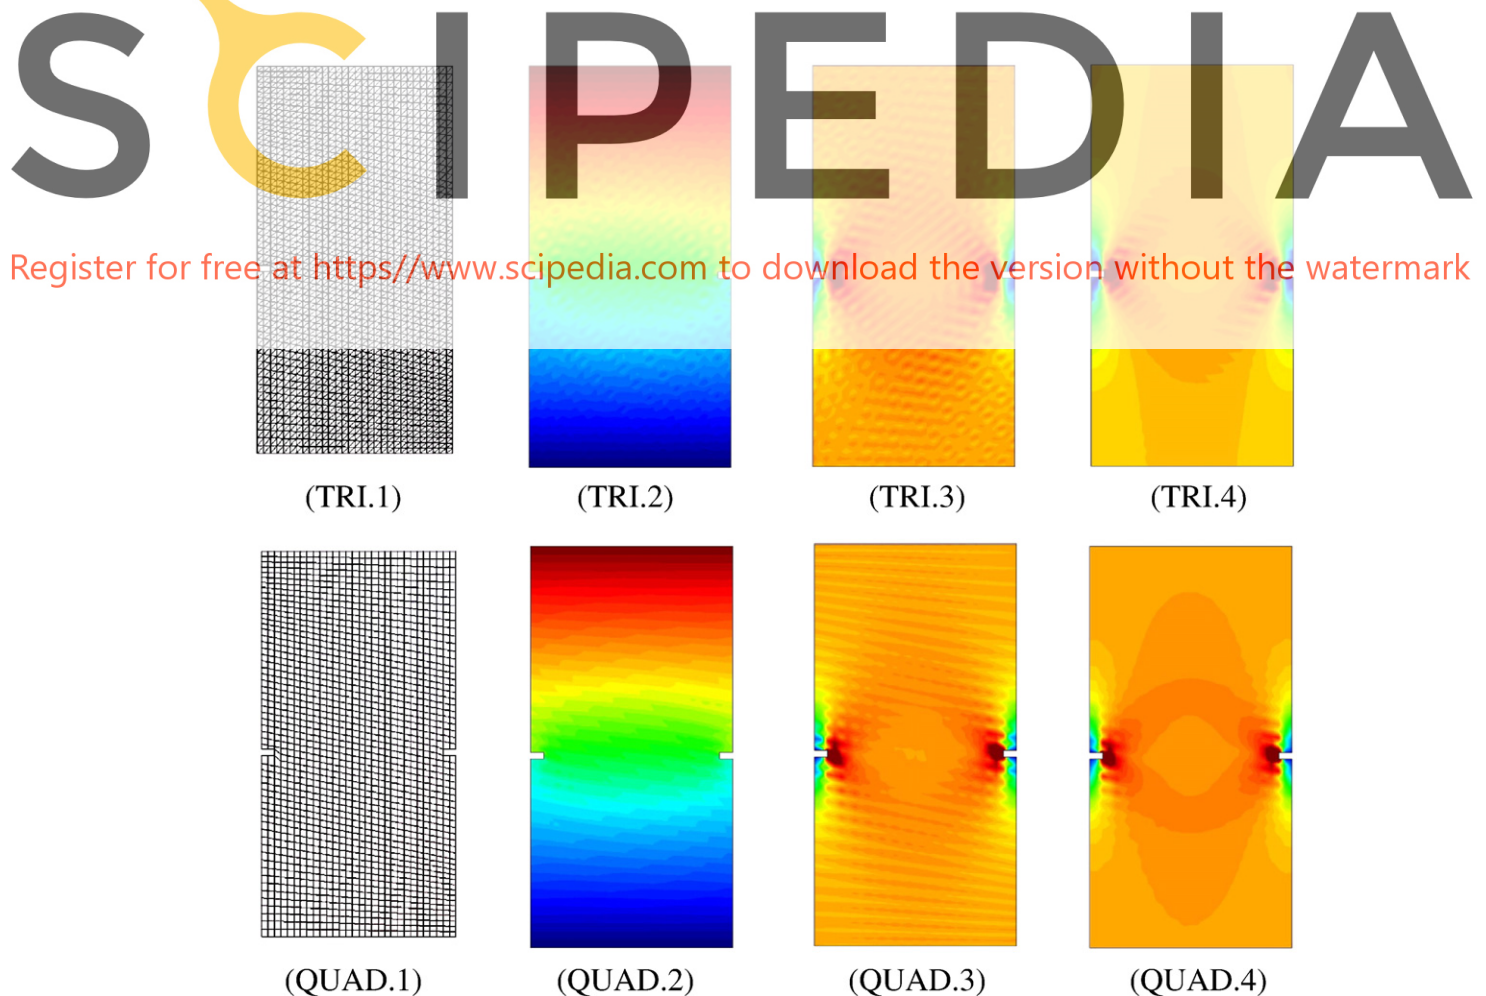 SCIPEDIA
Register for free at https//www.scipedia.com to download the version without the watermark
(TRI.1) (TRI.2) (TRI.3) (TRI.4)
(QUAD.1) (QUAD.2) (QUAD.3) (QUAD.4)